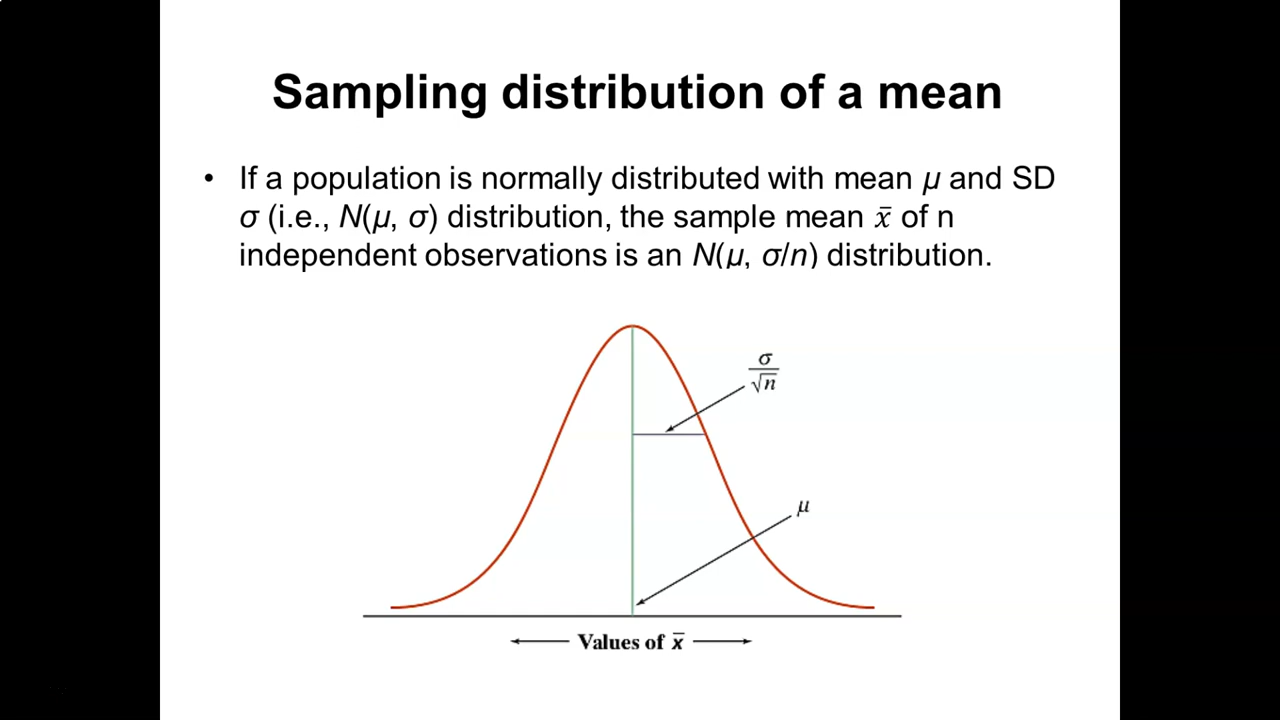 Sampling distribution of a mean
• If a population is normally distributed with mean μ and SD
σ (i.e., N(μ, σ) distribution, the sample mean x̄ of n
independent observations is an N(μ, σ/n) distribution.
σ
√n
μ
Values of x̄